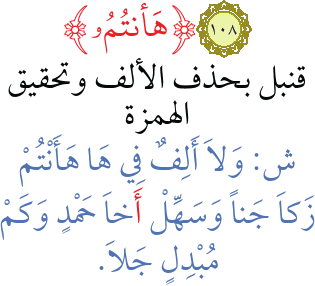 ١٠٨ ﴿هَأَنتُمُۥ﴾
قنبل بحذف الألف وتحقيق
الهمزة
ش: وَلاَ أَلِفٌ فِي هَا هَأَنْتُمْ
زَكاَ جَناً وَسَهِّلْ أَخاَ حَمْدٍ وَكَمْ
مُبْدِلٍ جَلاَ.